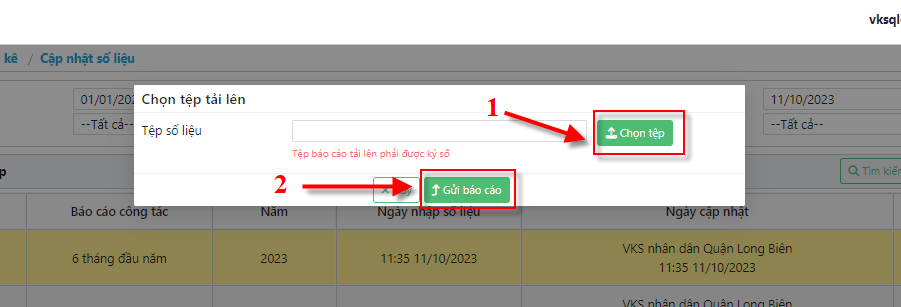 vksql
kê / Cập nhật số liệu
Chọn tệp tải lên
01/01/202
11/10/2023
--Tất cả--
--Tất cả--
1
Tệp số liệu
Chọn tệp
Tệp báo cáo tải lên phải được ký số
2
Gửi báo cáo
p
Tìm kiế
Báo cáo công tác Năm Ngày nhập số liệu Ngày cập nhật
6 tháng đầu năm 2023 11:35 11/10/2023 VKS nhân dân Quận Long Biên
11:35 11/10/2023
VKS nhân dân Quận Long Biên